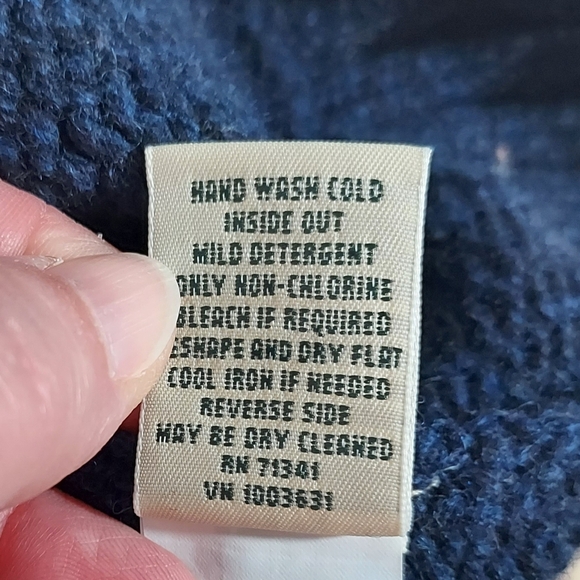 HAND WASH COLD
INSIDE OUT
MILD DETERGENT
ONLY NON-CHLORINE
BLEACH IF REQUIRED
ESHAPE AND DRY FLAT
COOL IRON IF NEEDED
REVERSE SIDE
MAY BE DRY CLEANED
RN 71341
VN 1003631